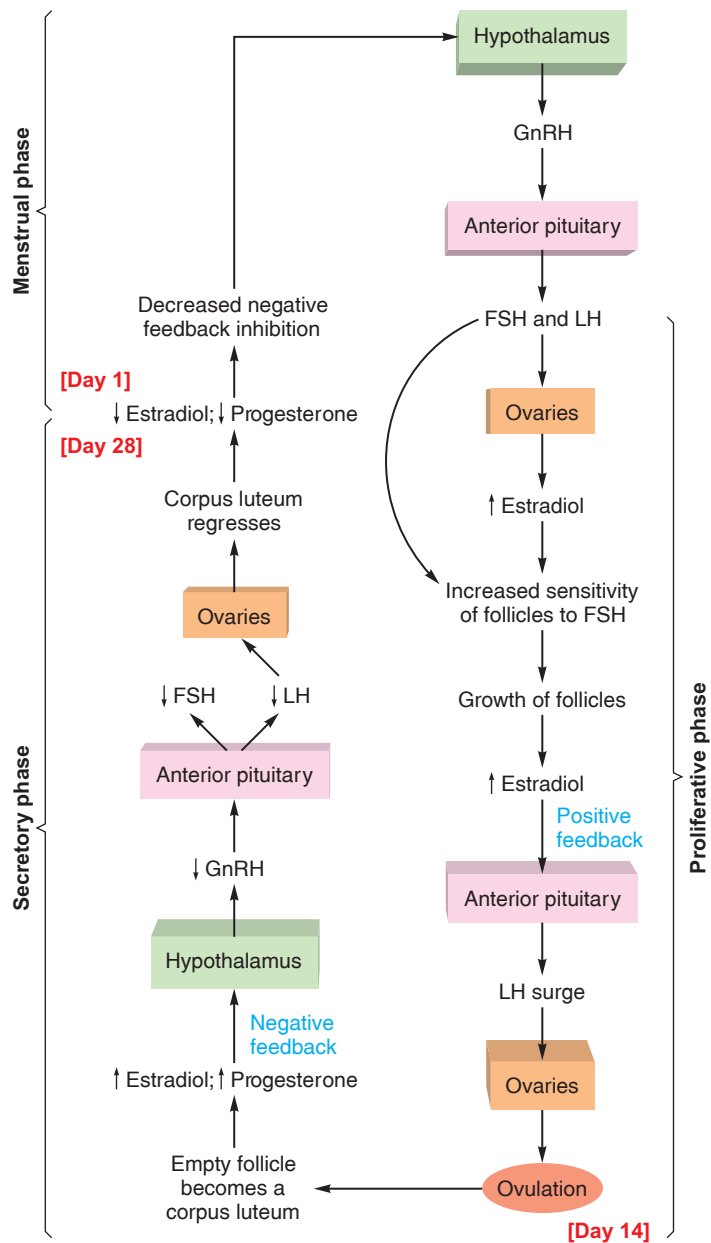 Hypothalamus
GnRH
Anterior pituitary
FSH and LH
Ovaries
↑ Estradiol
Increased sensitivity
of follicles to FSH
Growth of follicles
↑ Estradiol
Positive
feedback
Anterior pituitary
LH surge
Ovaries
Ovulation
[Day 14]
Proliferative phase
Empty follicle
becomes a
corpus luteum
↑ Estradiol; ↑ Progesterone
Negative
feedback
Hypothalamus
↓ GnRH
Anterior pituitary
↓ FSH
↓ LH
Ovaries
Corpus luteum
regresses
[Day 28]
Secretory phase
↓ Estradiol; ↓ Progesterone
[Day 1]
Decreased negative
feedback inhibition
Menstrual phase